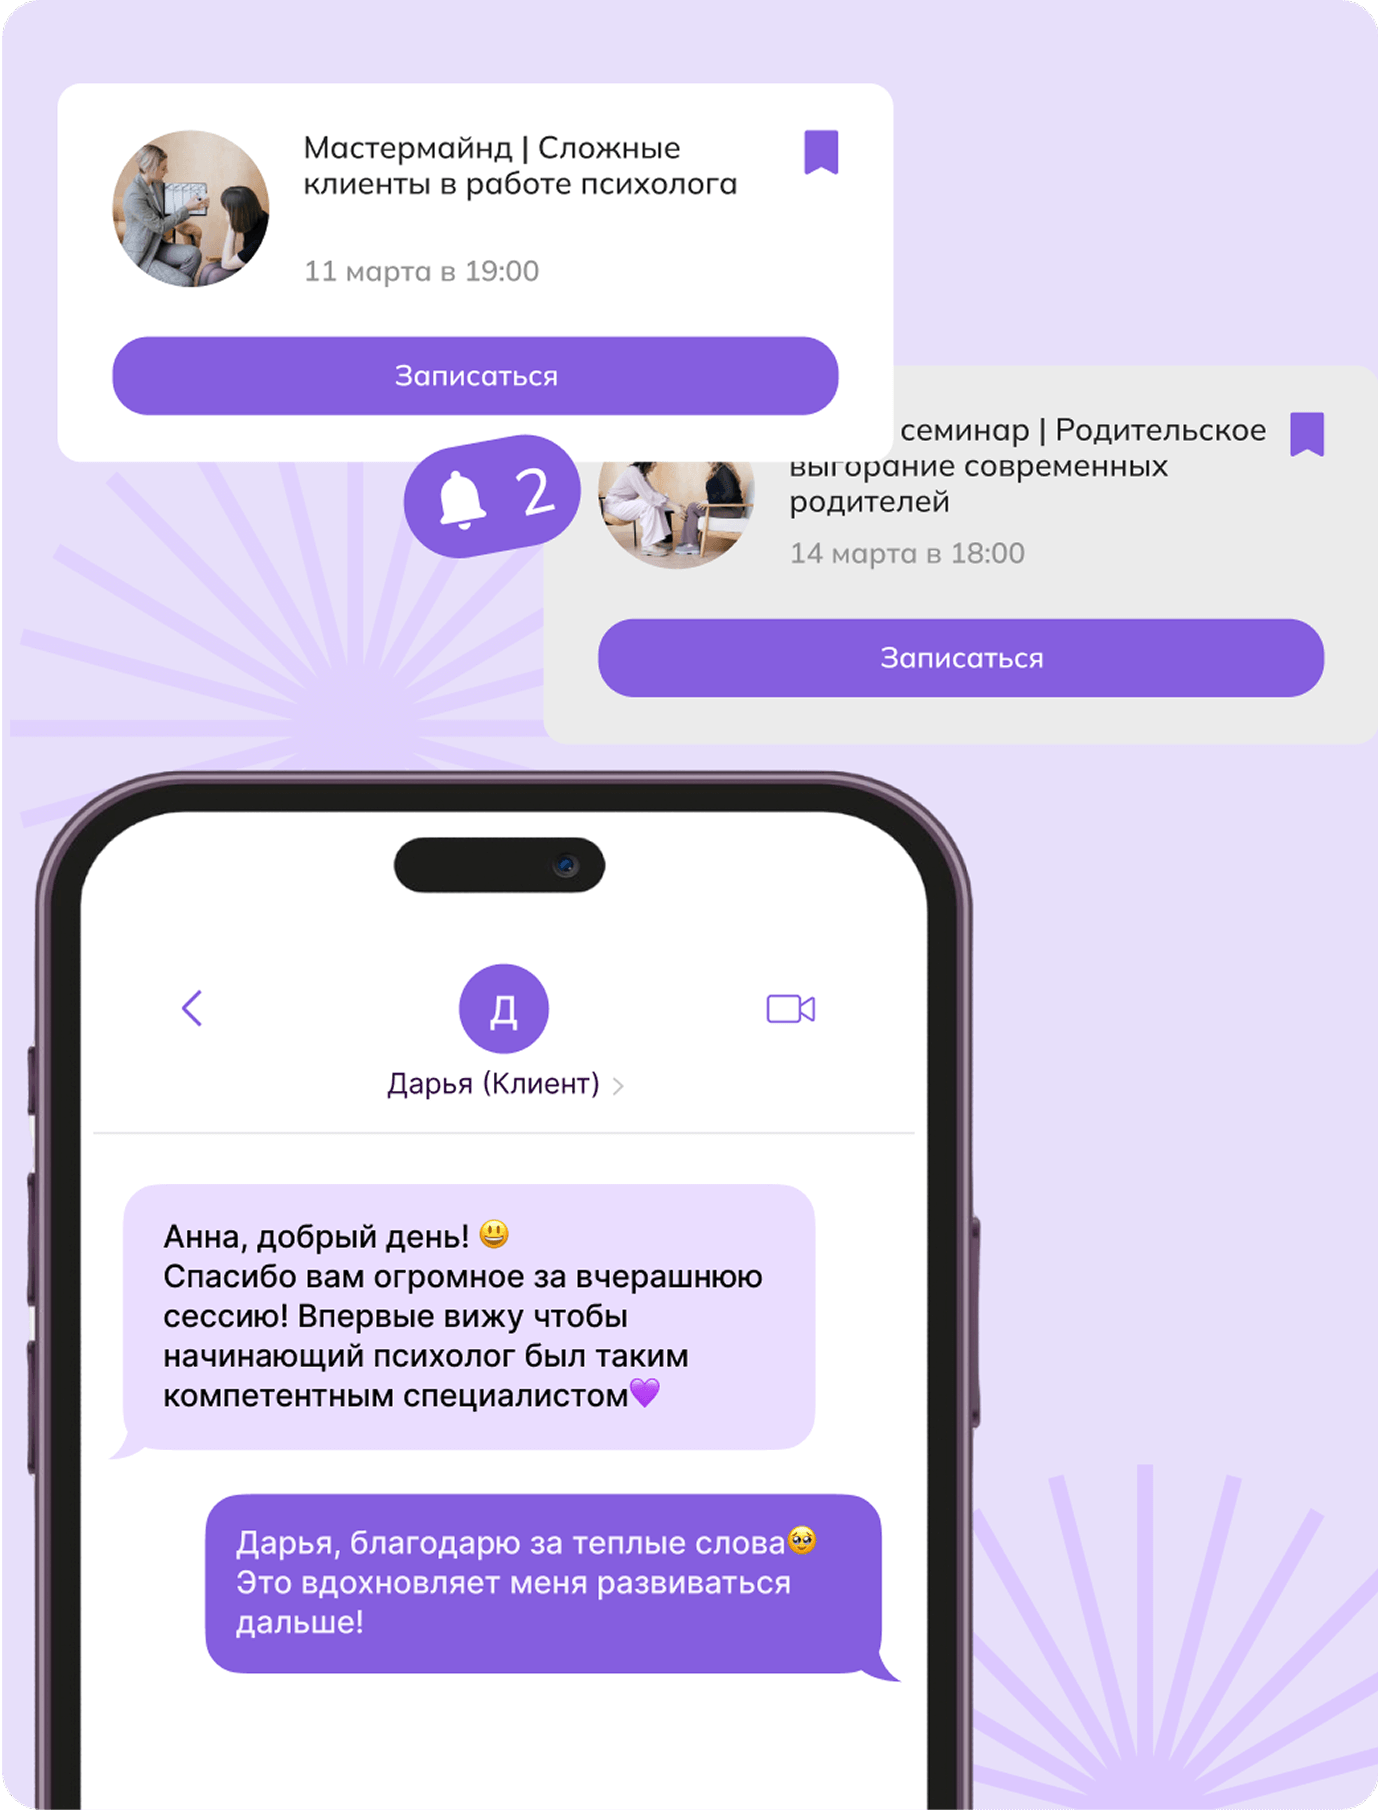 Мастермайнд | Сложные
клиенты в работе психолога
11 марта в 19:00
Записаться
2
семинар | Родительское
выгорание современных
родителей
14 марта в 18:00
Записаться
Д
Дарья (Клиент)
Анна, добрый день! 😃
Спасибо вам огромное за вчерашнюю
сессию! Впервые вижу чтобы
начинающий психолог был таким
компетентным специалистом💜
Дарья, благодарю за теплые слова🥹
Это вдохновляет меня развиваться
дальше!